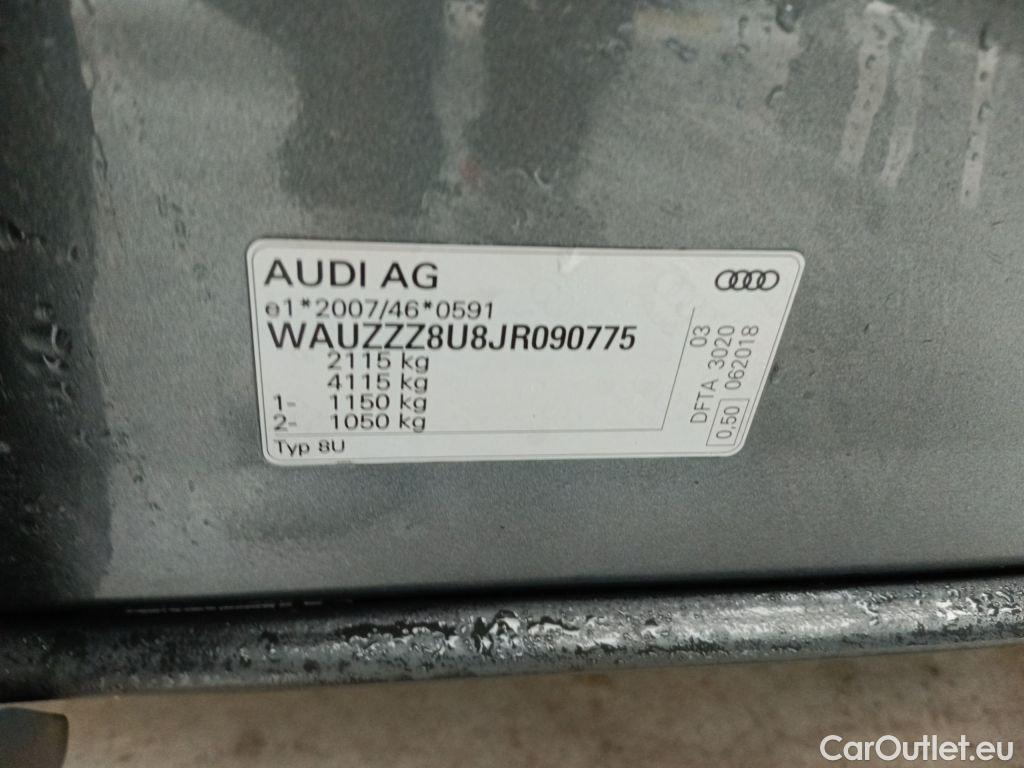 AUDI AG
e1*2007/46*0591
WAUZZZ8U8JR090775
2115 kg
4115 kg
1- 1150 kg
2- 1050 kg
Typ 8U
03
DFTA 3020
0,50 062018
CarOutlet.eu